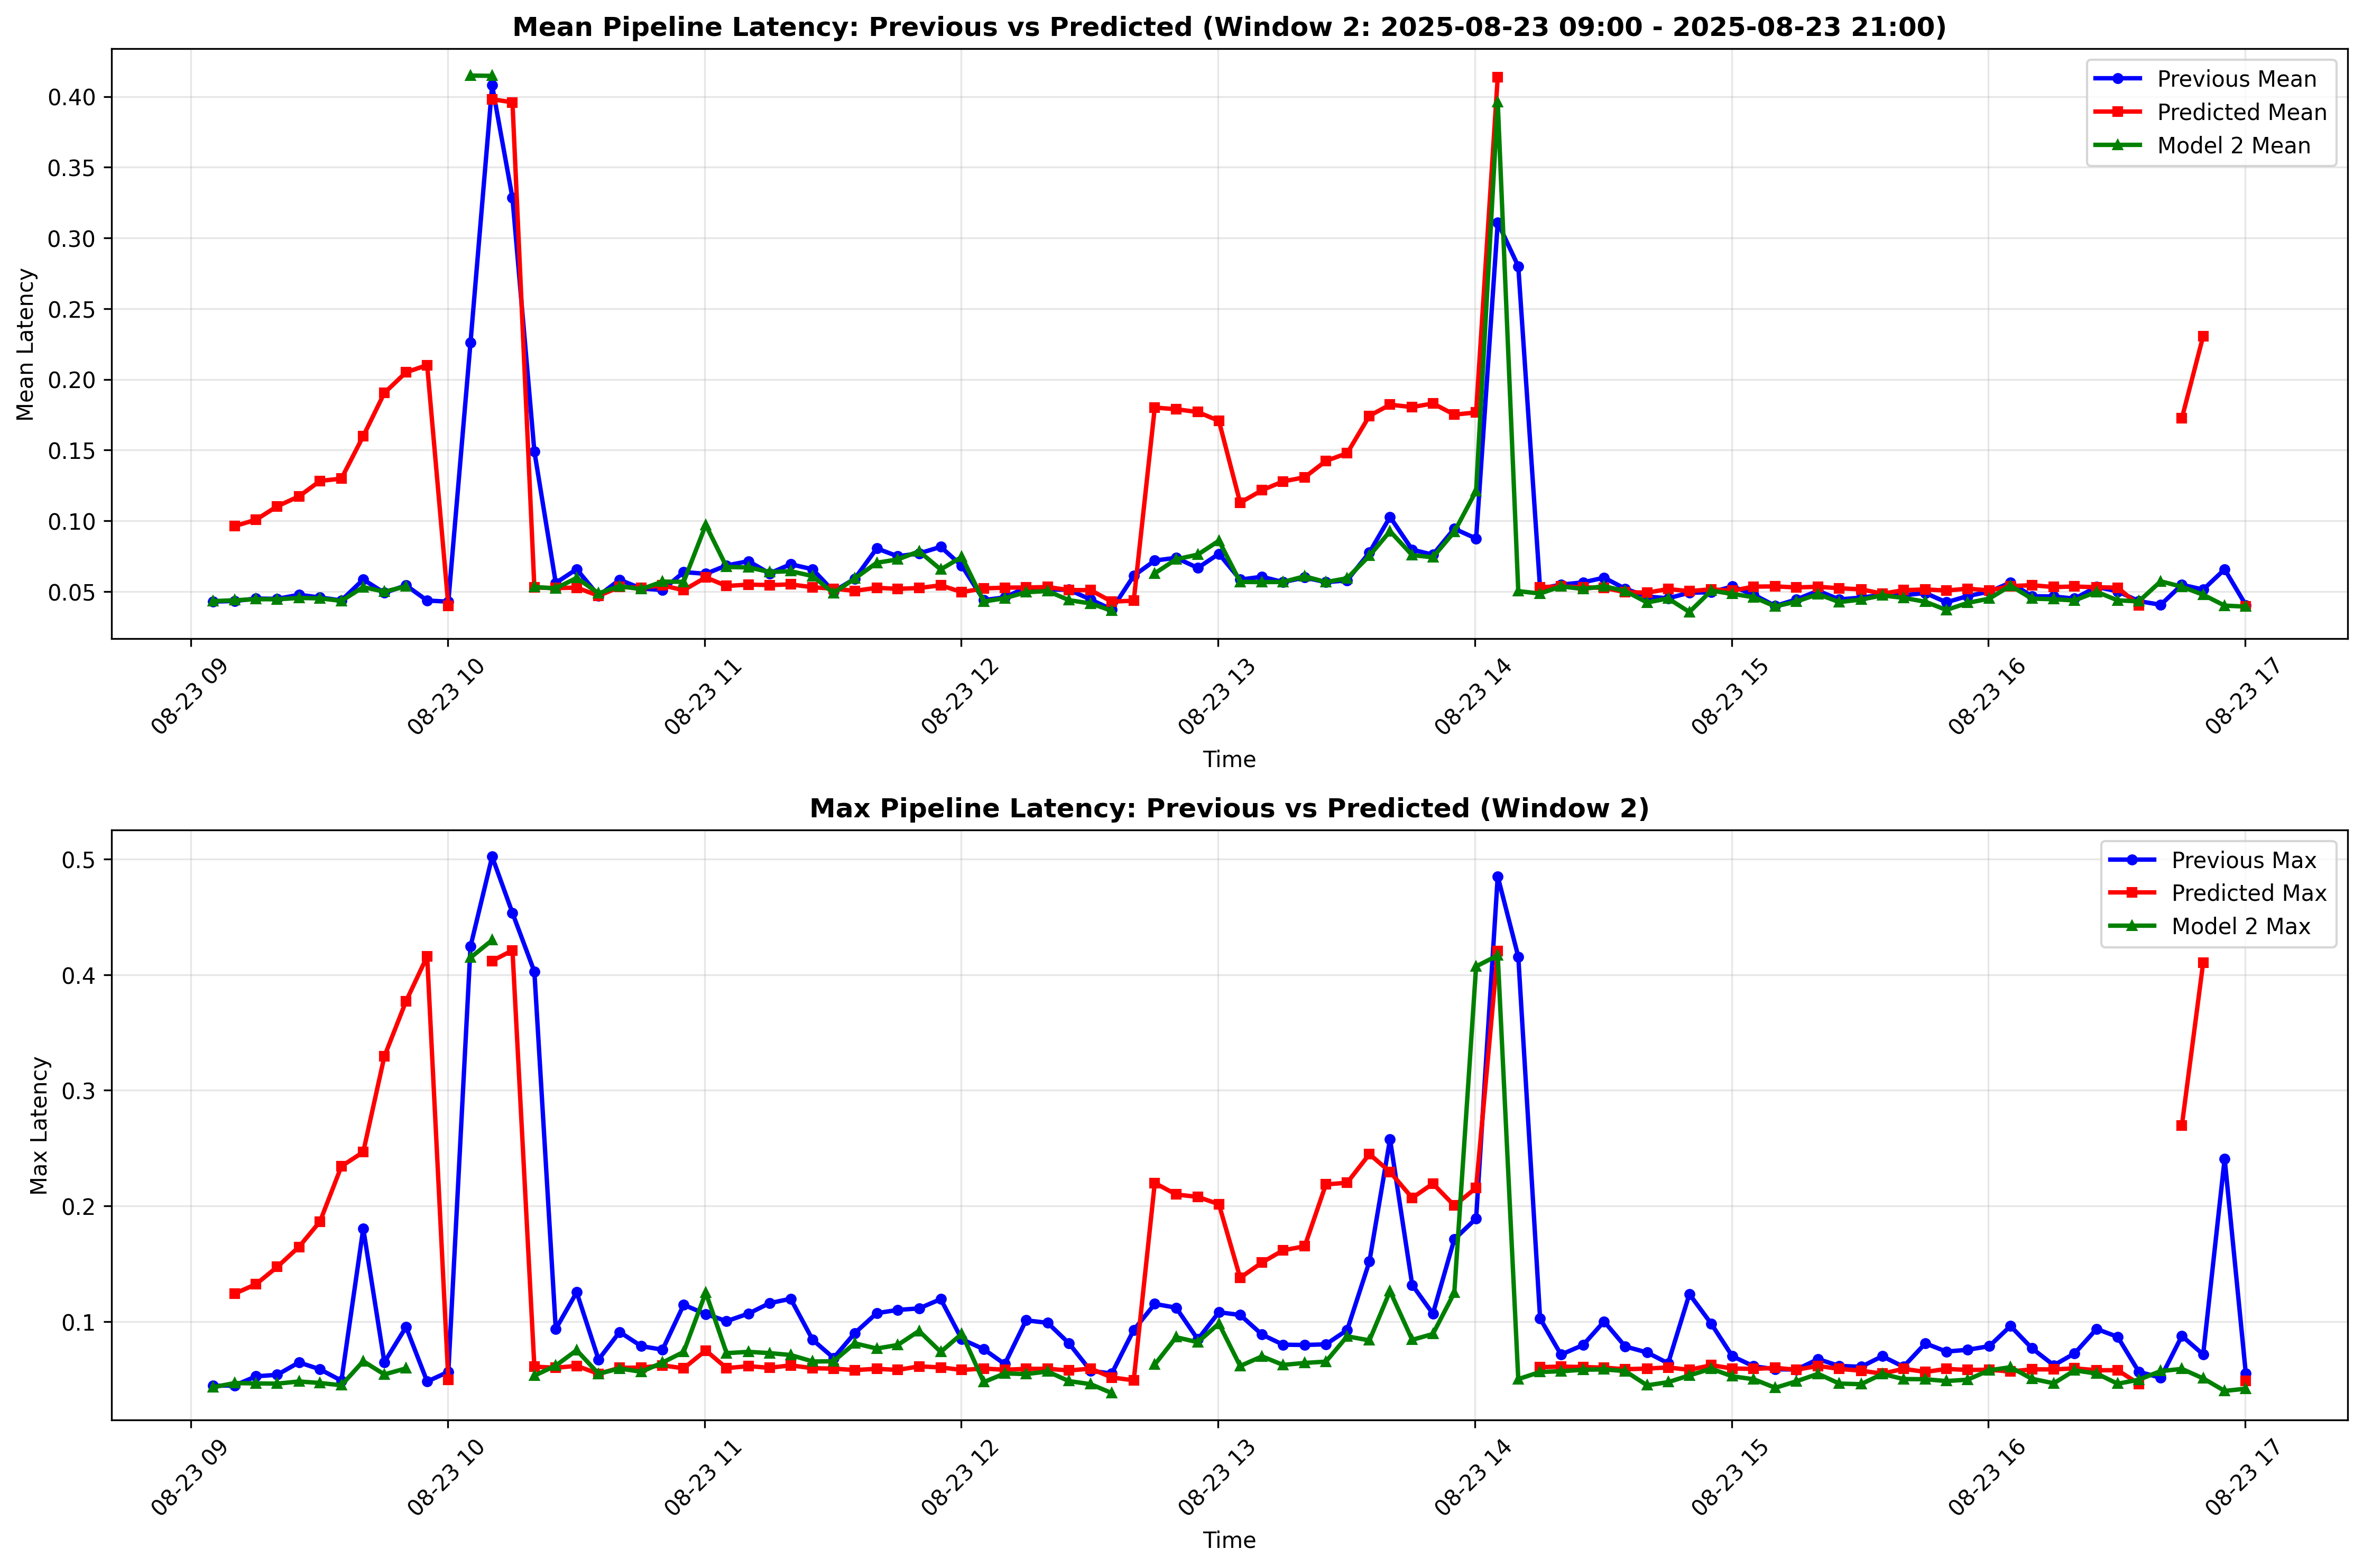 Mean Pipeline Latency: Previous vs Predicted (Window 2: 2025-08-23 09:00 - 2025-08-23 21:00)
Previous Mean
Predicted Mean
Model 2 Mean
Mean Latency
0.40
0.35
0.30
0.25
0.20
0.15
0.10
0.05
08-23 09
08-23 10
08-23 11
08-23 12
08-23 13
08-23 14
08-23 15
08-23 16
08-23 17
Time
Max Pipeline Latency: Previous vs Predicted (Window 2)
Previous Max
Predicted Max
Model 2 Max
Max Latency
0.5
0.4
0.3
0.2
0.1
08-23 09
08-23 10
08-23 11
08-23 12
08-23 13
08-23 14
08-23 15
08-23 16
08-23 17
Time